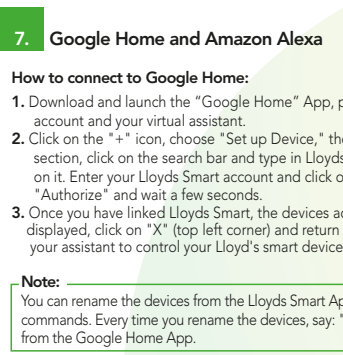 7. Google Home and Amazon Alexa
How to connect to Google Home:
1. Download and launch the "Google Home" App,
account and your virtual assistant.
2. Click on the "+" icon, choose "Set up Device,"
section, click on the search bar and type in Lloyds
on it. Enter your Lloyds Smart account and click
"Authorize" and wait a few seconds.
3. Once you have linked Lloyds Smart, the devices
displayed, click on "X" (top left corner) and return
your assistant to control your Lloyd's smart device
Note:
You can rename the devices from the Lloyds Smart
commands. Every time you rename the devices, say: "
from the Google Home App.